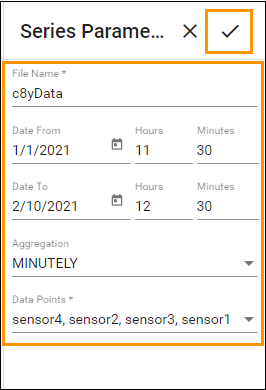 Series Parame...
File Name *
c8yData
Date From Hours Minutes
1/1/2021 11 30
Date To Hours Minutes
2/10/2021 12 30
Aggregation
MINUTELY
Data Points *
sensor4, sensor2, sensor3, sensor1